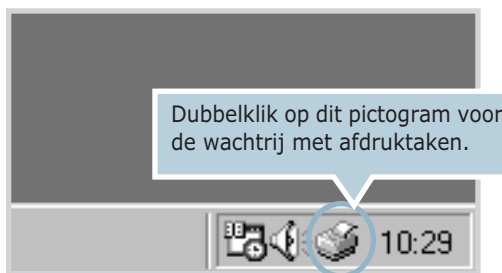 Dubbelklik op dit pictogram voor
de wachtrij met afdruktaken.
10:29